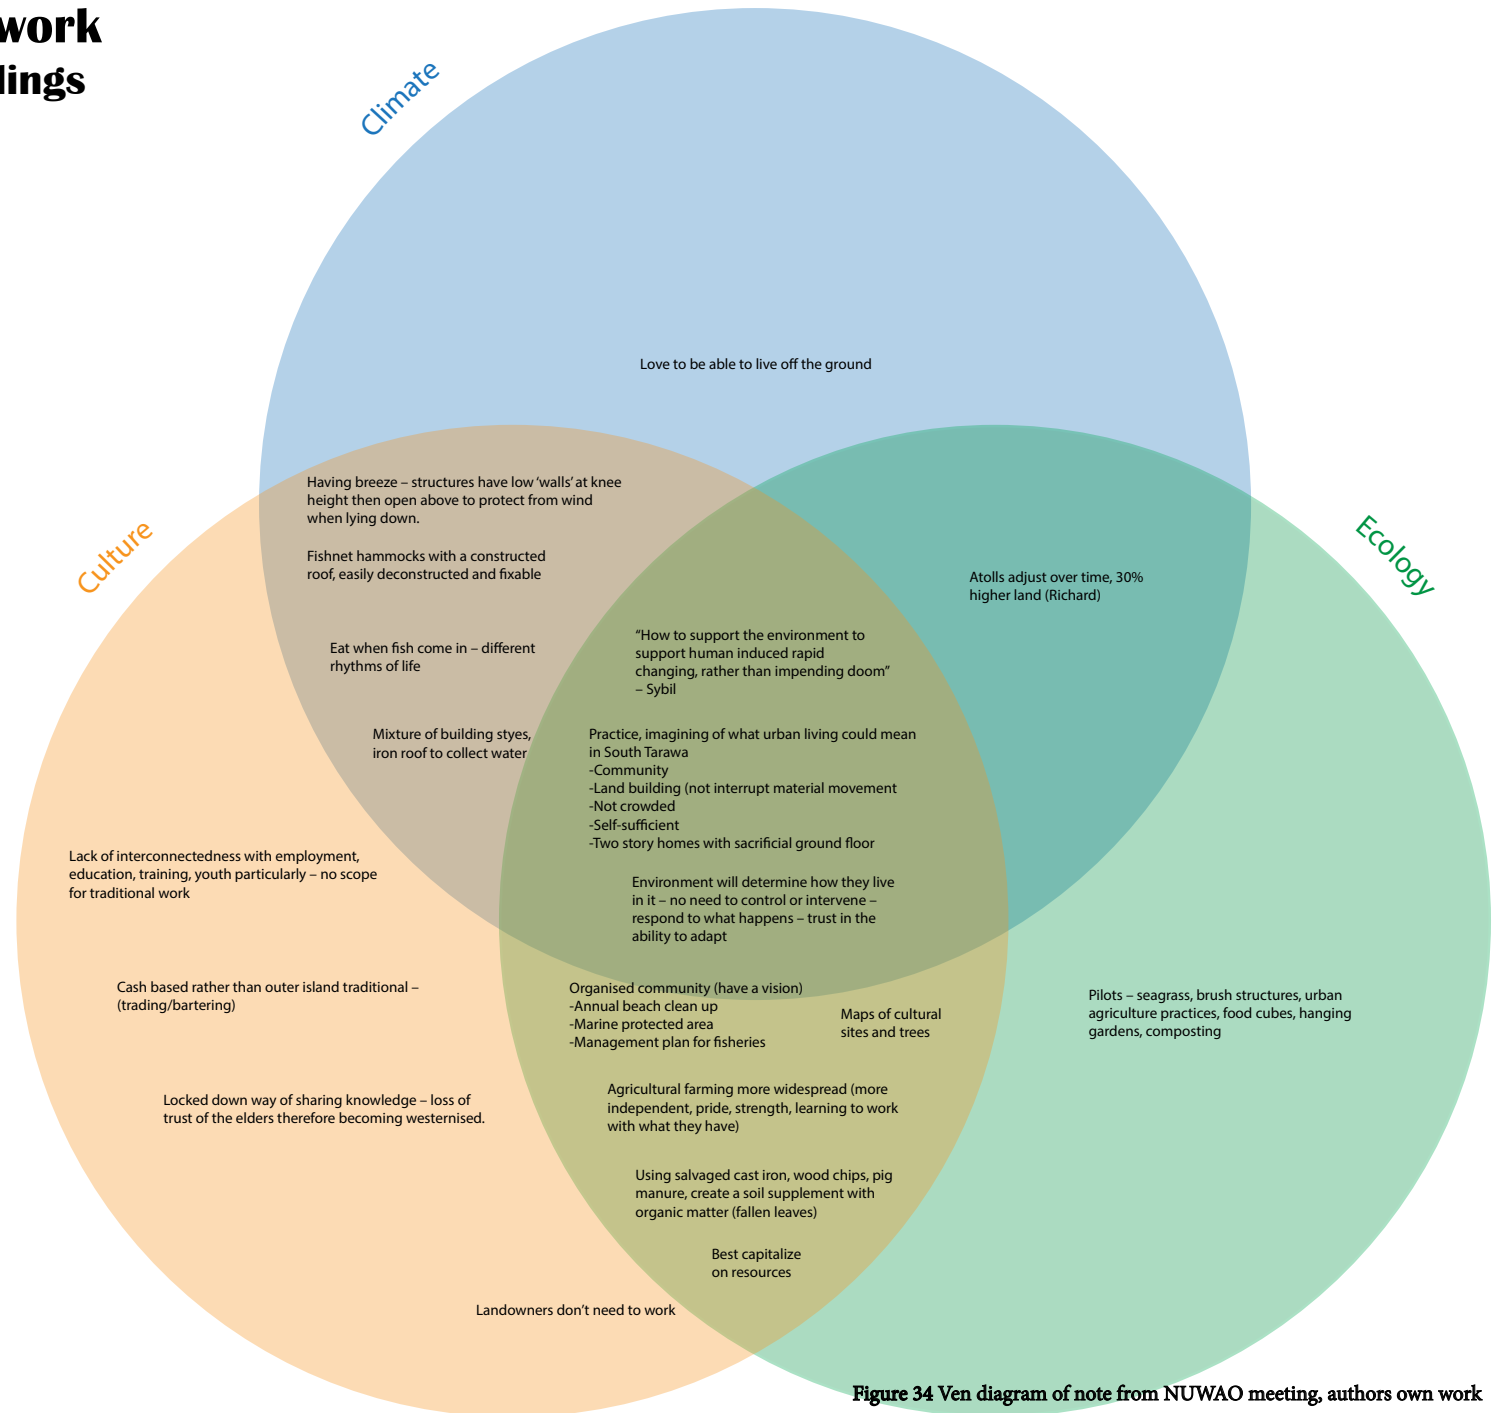 work
lings
Climate
Love to be able to live off the ground
Culture
Ecology
Having breeze – structures have low ‘walls’ at knee
height then open above to protect from wind
when lying down.
Fishnet hammocks with a constructed
roof, easily deconstructed and fixable
Eat when fish come in – different
rhythms of life
Mixture of building styes,
iron roof to collect water
Atolls adjust over time, 30%
higher land (Richard)
“How to support the environment to
support human induced rapid
changing, rather than impending doom”
– Sybil
Practice, imagining of what urban living could mean
in South Tarawa
-Community
-Land building (not interrupt material movement
-Not crowded
-Self-sufficient
-Two story homes with sacrificial ground floor
Environment will determine how they live
in it – no need to control or intervene –
respond to what happens – trust in the
ability to adapt
Lack of interconnectedness with employment,
education, training, youth particularly – no scope
for traditional work
Cash based rather than outer island traditional –
(trading/bartering)
Locked down way of sharing knowledge – loss of
trust of the elders therefore becoming westernised.
Organised community (have a vision)
-Annual beach clean up
-Marine protected area
-Management plan for fisheries
Maps of cultural
sites and trees
Pilots – seagrass, brush structures, urban
agriculture practices, food cubes, hanging
gardens, composting
Agricultural farming more widespread (more
independent, pride, strength, learning to work
with what they have)
Using salvaged cast iron, wood chips, pig
manure, create a soil supplement with
organic matter (fallen leaves)
Best capitalize
on resources
Landowners don’t need to work
Figure 34 Ven diagram of note from NUWAO meeting, authors own work